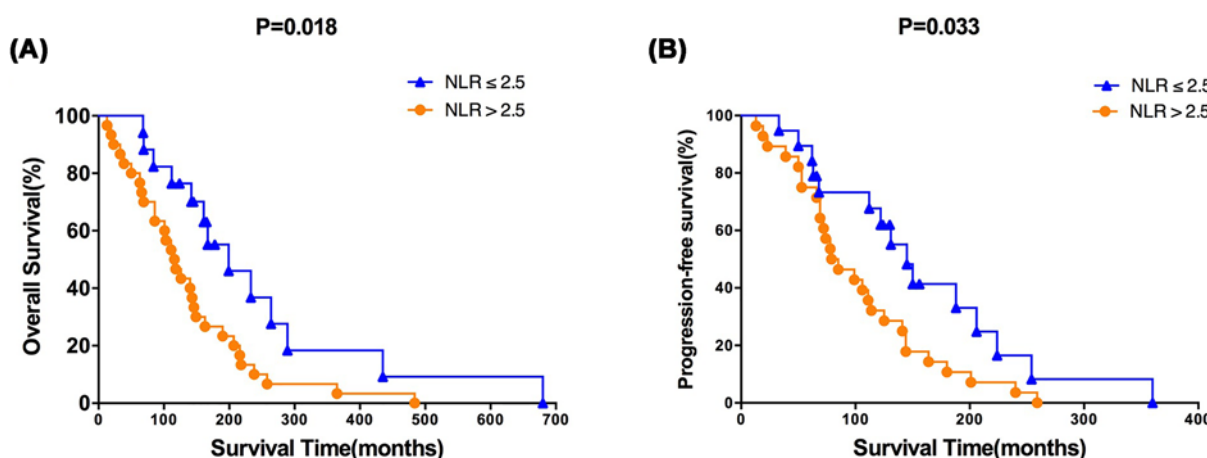 P=0.018
(A)
NLR ≤ 2.5
NLR > 2.5
100
80
60
40
20
0
Overall Survival(%)
0 100 200 300 400 500 600 700
Survival Time(months)
P=0.033
(B)
NLR ≤ 2.5
NLR > 2.5
100
80
60
40
20
0
Progression-free survival(%)
0 100 200 300 400
Survival Time(months)